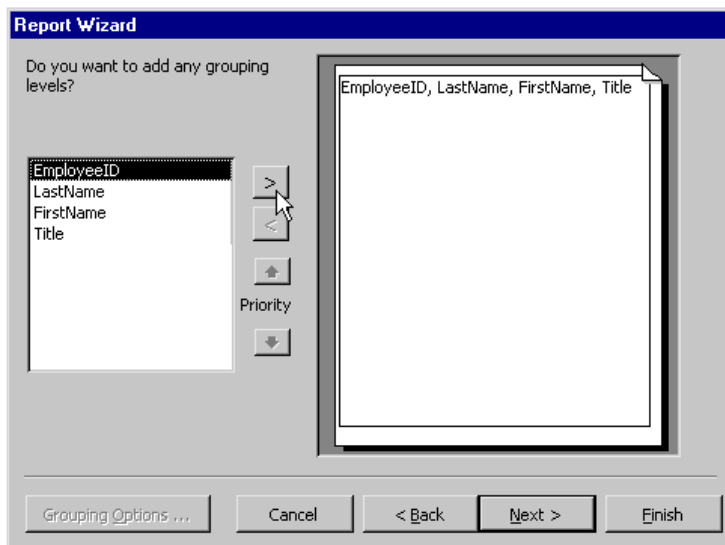 Report Wizard
Do you want to add any grouping
levels?
EmployeeID, LastName, FirstName, Title
EmployeeID
LastName
FirstName
Title
>
<
Priority
Grouping Options ...
Cancel
< Back
Next >
Finish